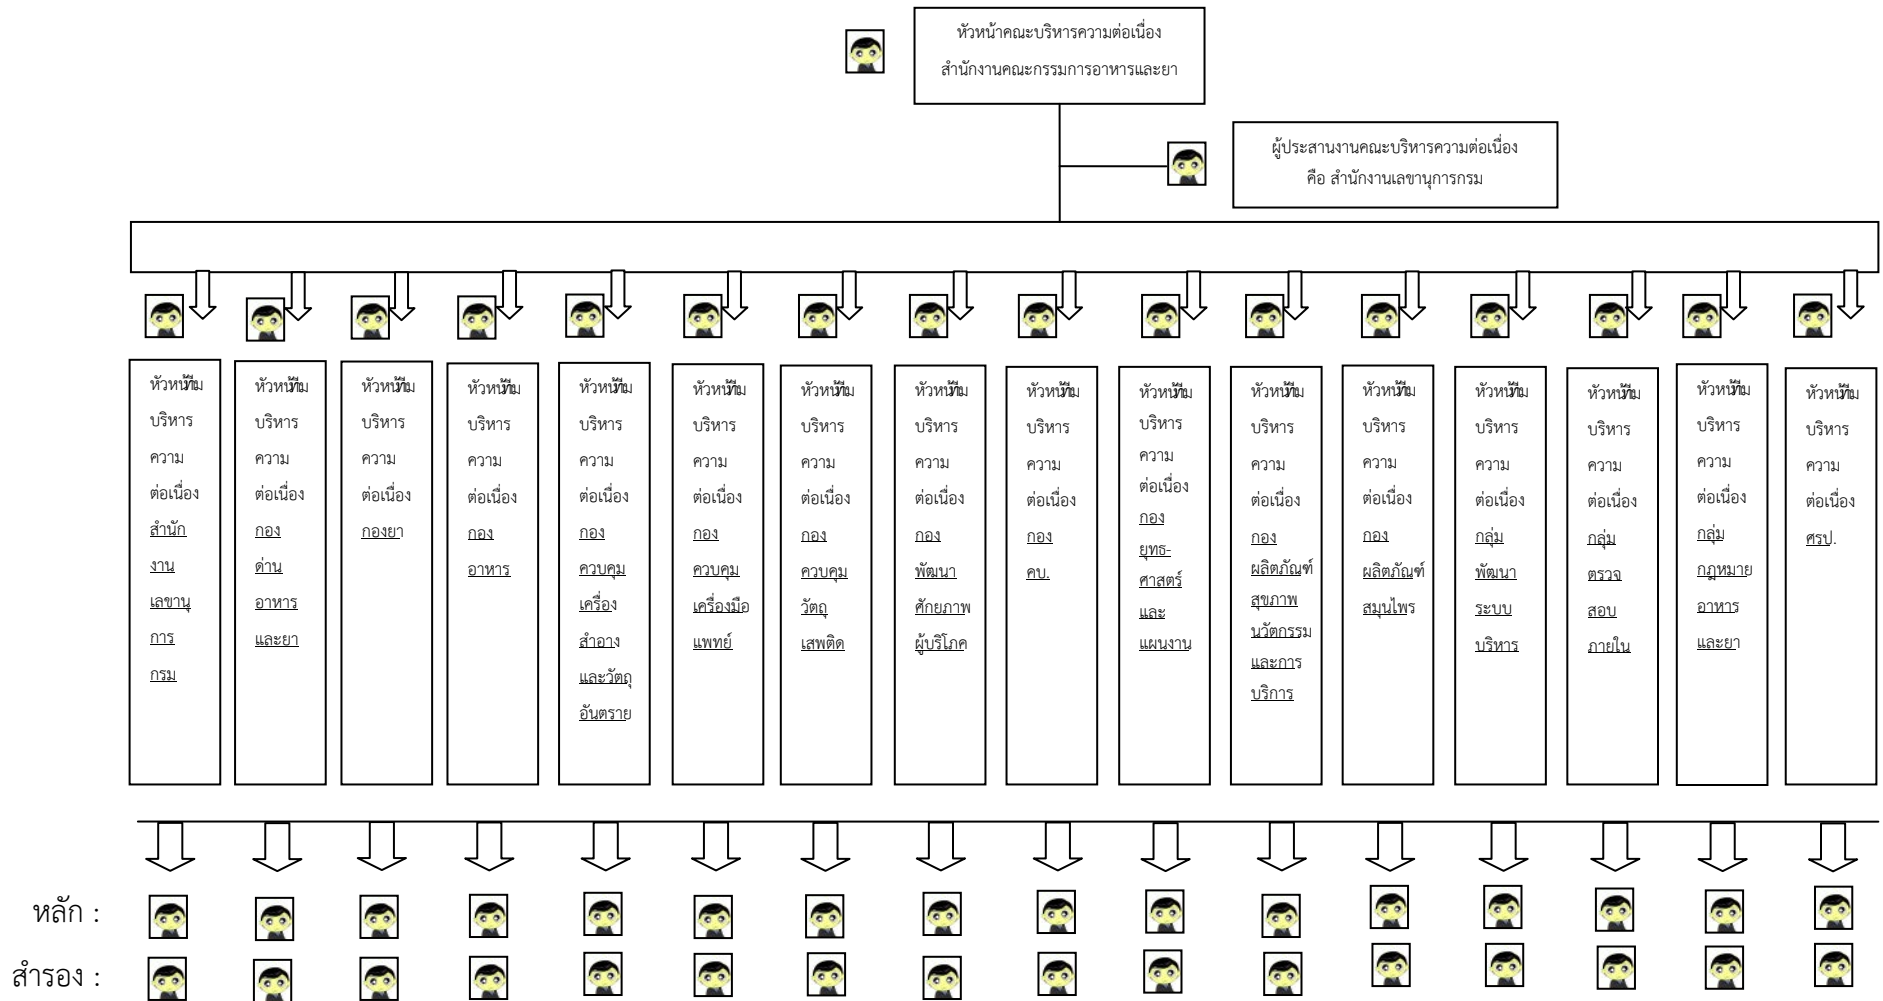 หัวหน้าคณะบริหารความต่อเนื่อง
สำนักงานคณะกรรมการอาหารและยา
ผู้ประสานงานคณะบริหารความต่อเนื่อง
คือ สำนักงานเลขานุการกรม
หัวหน้าทีม
บริหาร
ความ
ต่อเนื่อง
สำนัก
งาน
เลขานุ
การ
กรม
หัวหน้าทีม
บริหาร
ความ
ต่อเนื่อง
กอง
ด่าน
อาหาร
และยา
หัวหน้าทีม
บริหาร
ความ
ต่อเนื่อง
กองยา
หัวหน้าทีม
บริหาร
ความ
ต่อเนื่อง
กอง
อาหาร
หัวหน้าทีม
บริหาร
ความ
ต่อเนื่อง
กอง
ควบคุม
เครื่อง
สำอาง
และวัตถุ
อันตราย
หัวหน้าทีม
บริหาร
ความ
ต่อเนื่อง
กอง
ควบคุม
เครื่องมือ
แพทย์
หัวหน้าทีม
บริหาร
ความ
ต่อเนื่อง
กอง
ควบคุม
วัตถุ
เสพติด
หัวหน้าทีม
บริหาร
ความ
ต่อเนื่อง
กอง
พัฒนา
ศักยภาพ
ผู้บริโภค
หัวหน้าทีม
บริหาร
ความ
ต่อเนื่อง
กอง
คบ.
หัวหน้าทีม
บริหาร
ความ
ต่อเนื่อง
กอง
ยุทธ-
ศาสตร์
และ
แผนงาน
หัวหน้าทีม
บริหาร
ความ
ต่อเนื่อง
กอง
ผลิตภัณฑ์
สุขภาพ
นวัตกรรม
และการ
บริการ
หัวหน้าทีม
บริหาร
ความ
ต่อเนื่อง
กอง
ผลิตภัณฑ์
สมุนไพร
หัวหน้าทีม
บริหาร
ความ
ต่อเนื่อง
กลุ่ม
พัฒนา
ระบบ
บริหาร
หัวหน้าทีม
บริหาร
ความ
ต่อเนื่อง
กลุ่ม
ตรวจ
สอบ
ภายใน
หัวหน้าทีม
บริหาร
ความ
ต่อเนื่อง
กลุ่ม
กฎหมาย
อาหาร
และยา
หัวหน้าทีม
บริหาร
ความ
ต่อเนื่อง
ศรป.
หลัก :
สำรอง :